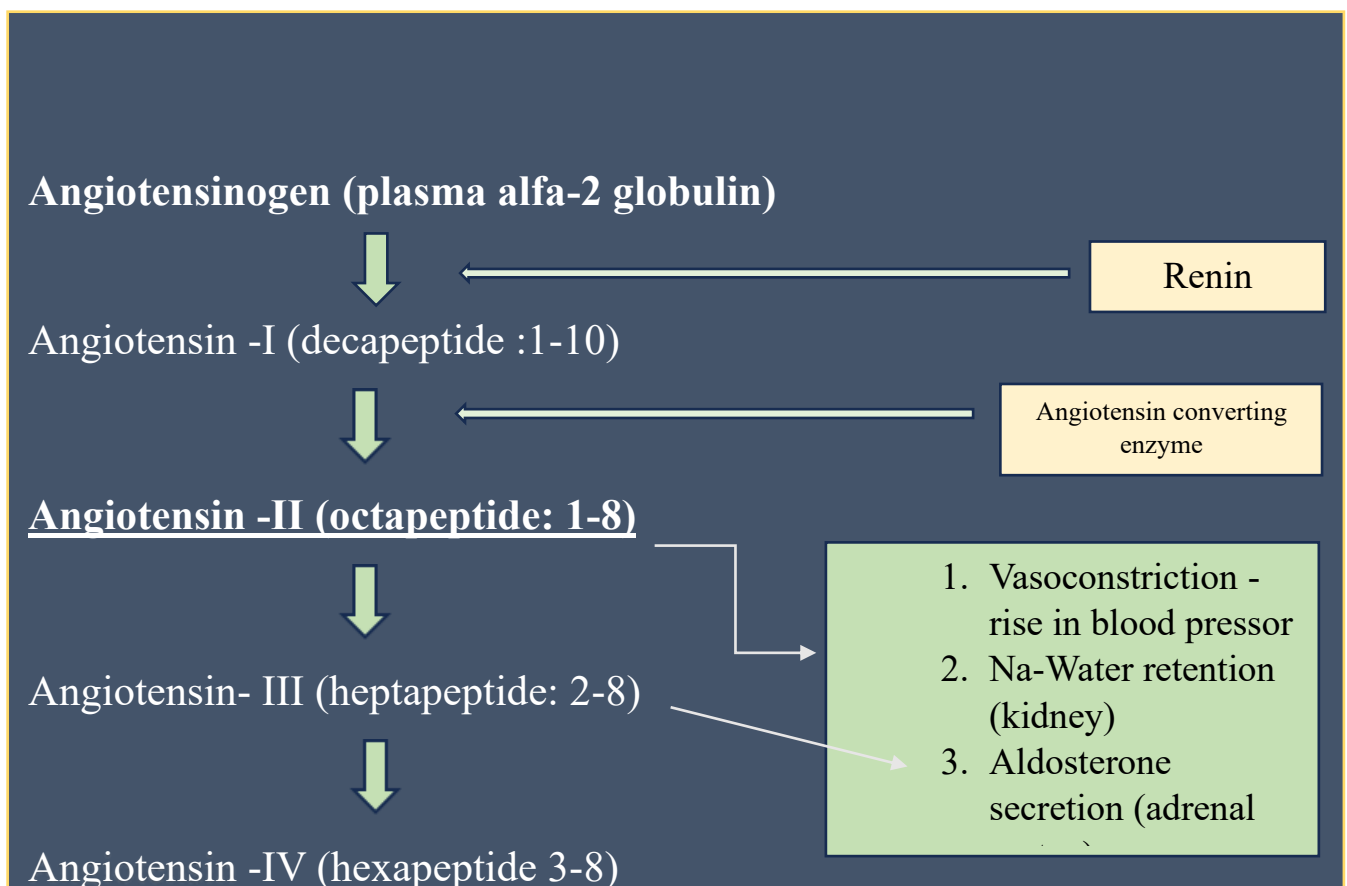 Angiotensinogen (plasma alfa-2 globulin)
Renin
Angiotensin -I (decapeptide :1-10)
Angiotensin converting
enzyme
Angiotensin -II (octapeptide: 1-8)
1. Vasoconstriction -
rise in blood pressor
2. Na-Water retention
(kidney)
3. Aldosterone
secretion (adrenal
Angiotensin- III (heptapeptide: 2-8)
Angiotensin -IV (hexapeptide 3-8)